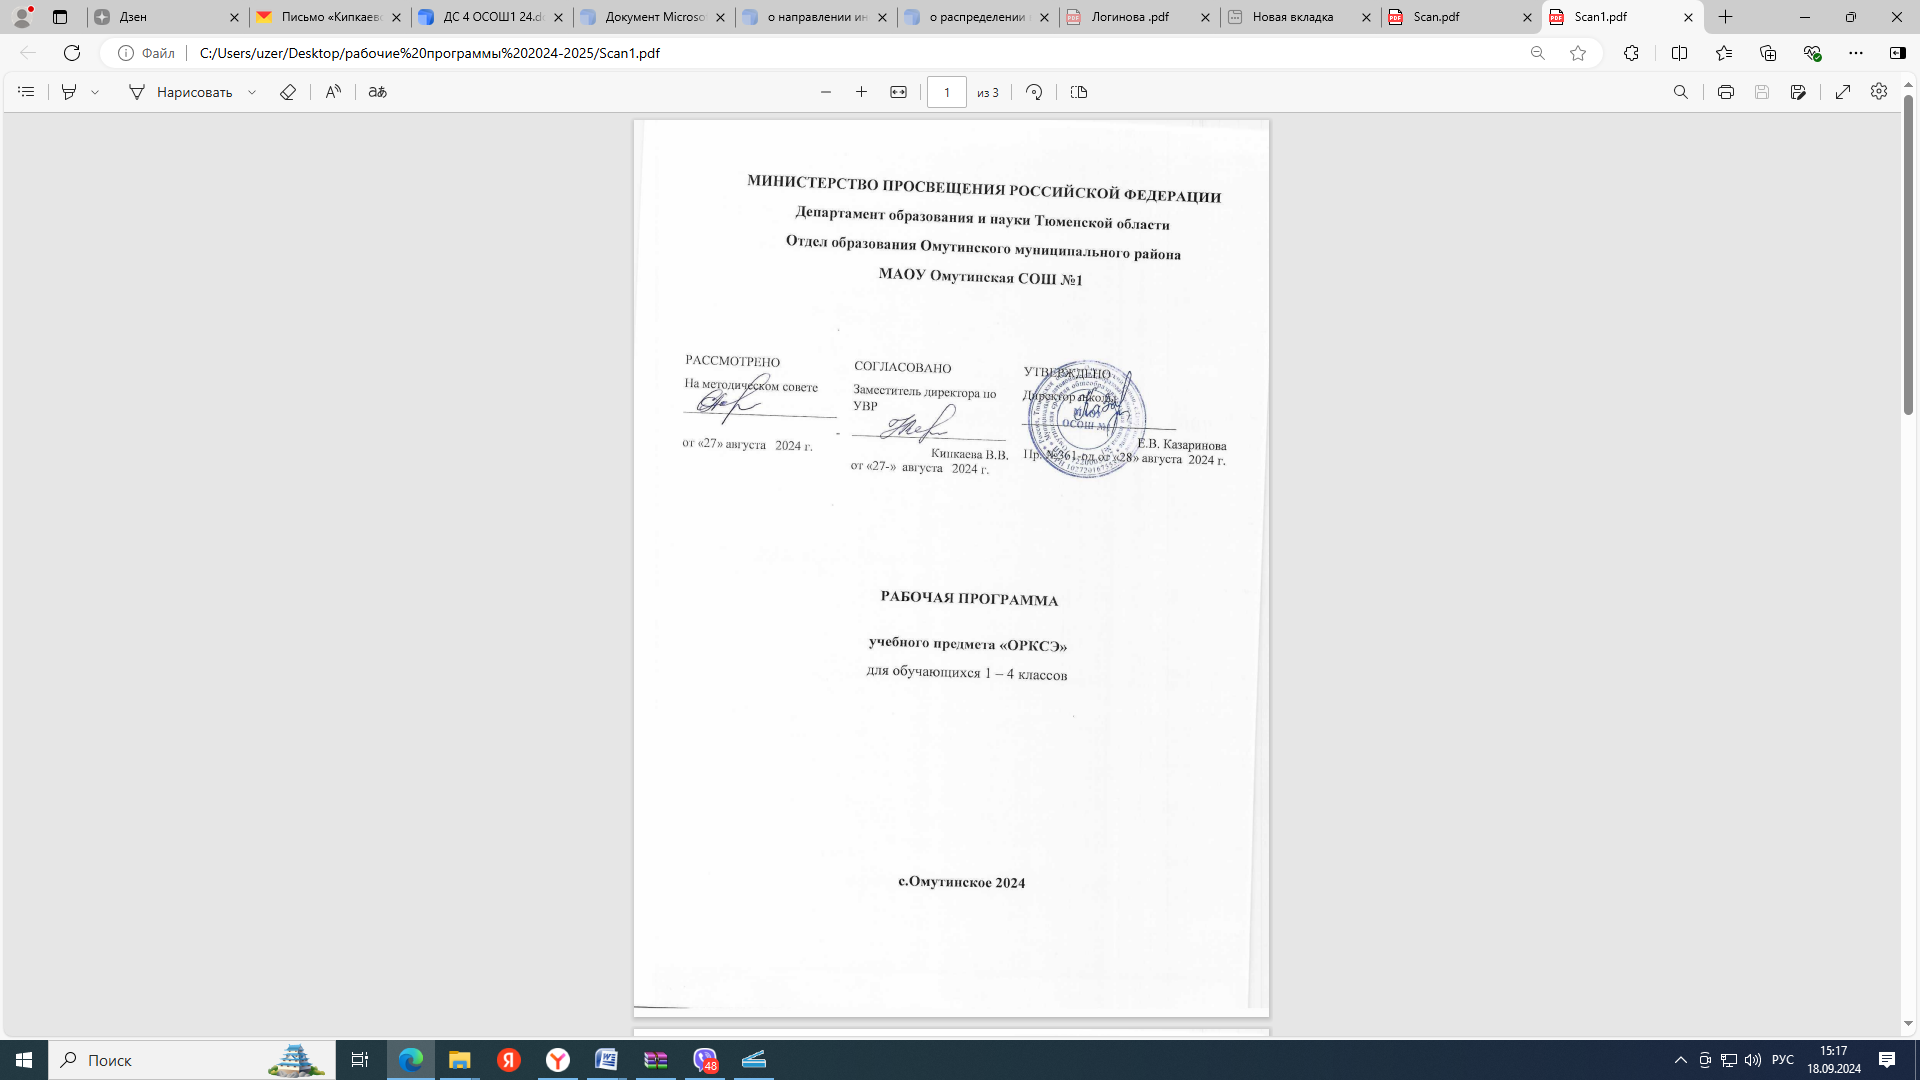 Дзен
Письмо «Кипкаев
ДС 4 ОСОШ1 24.do
Документ Microsof
о направлении ин
о распределении
Логинова .pdf
Новая вкладка
Scan.pdf
Scan1.pdf
Файл
C:/Users/uzer/Desktop/рабочие%20программы%202024-2025/Scan1.pdf
Нарисовать
1
из 3
МИНИСТЕРСТВО ПРОСВЕЩЕНИЯ РОССИЙСКОЙ ФЕДЕРАЦИИ
Департамент образования и науки Тюменской области
Отдел образования Омутинского муниципального района
МАОУ Омутинская СОШ №1
РАССМОТРЕНО
На методическом совете
от «27» августа 2024 г.
СОГЛАСОВАНО
Заместитель директора по
УВР
Кипкаева В.В.
от «27-» августа 2024 г.
УТВЕРЖДЕНО
Директор школы
ОСОШ №1
Е.В. Казаринова
Пр. №361-од от «28» августа 2024 г.
РАБОЧАЯ ПРОГРАММА
учебного предмета «ОРКСЭ»
для обучающихся 1 – 4 классов
с.Омутинское 2024
Поиск
48
РУС
15:17
18.09.2024